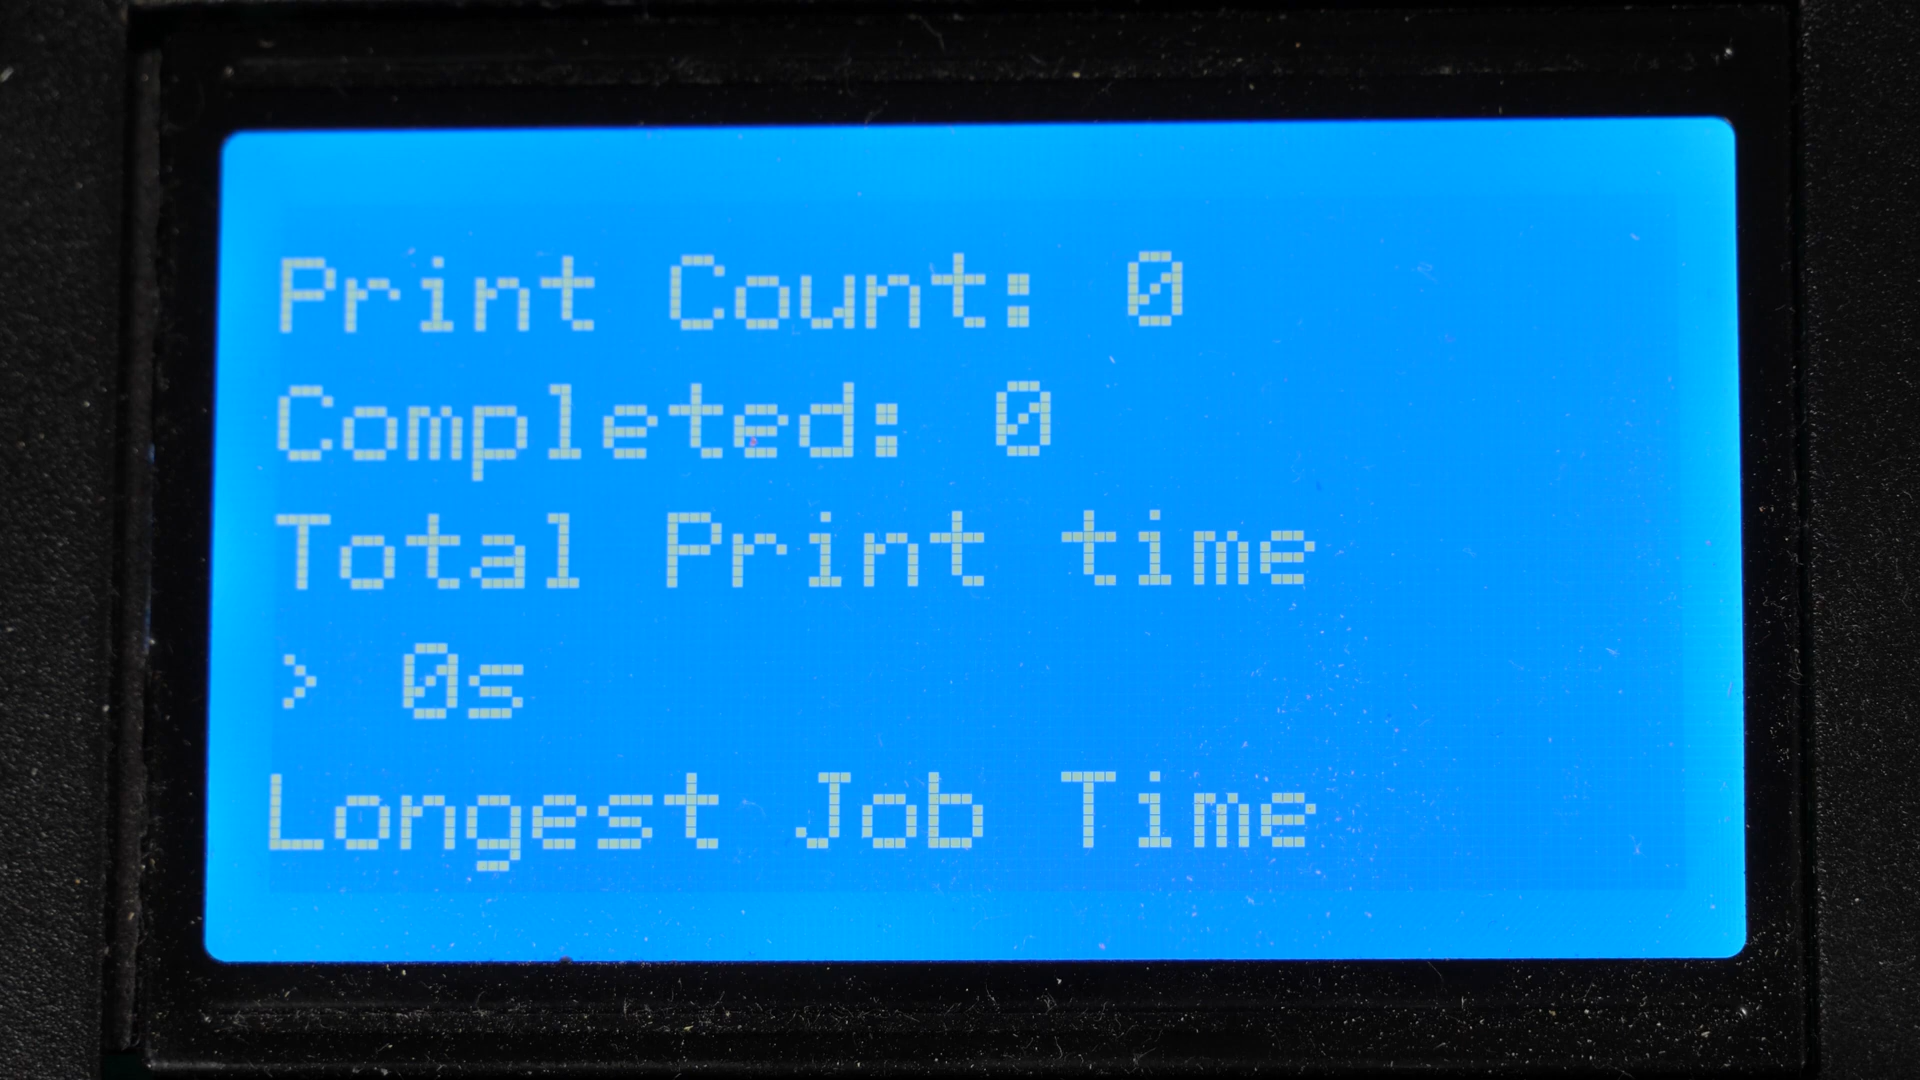 Print Count: 0
Completed: 0
Total Print time
> 0s
Longest Job Time